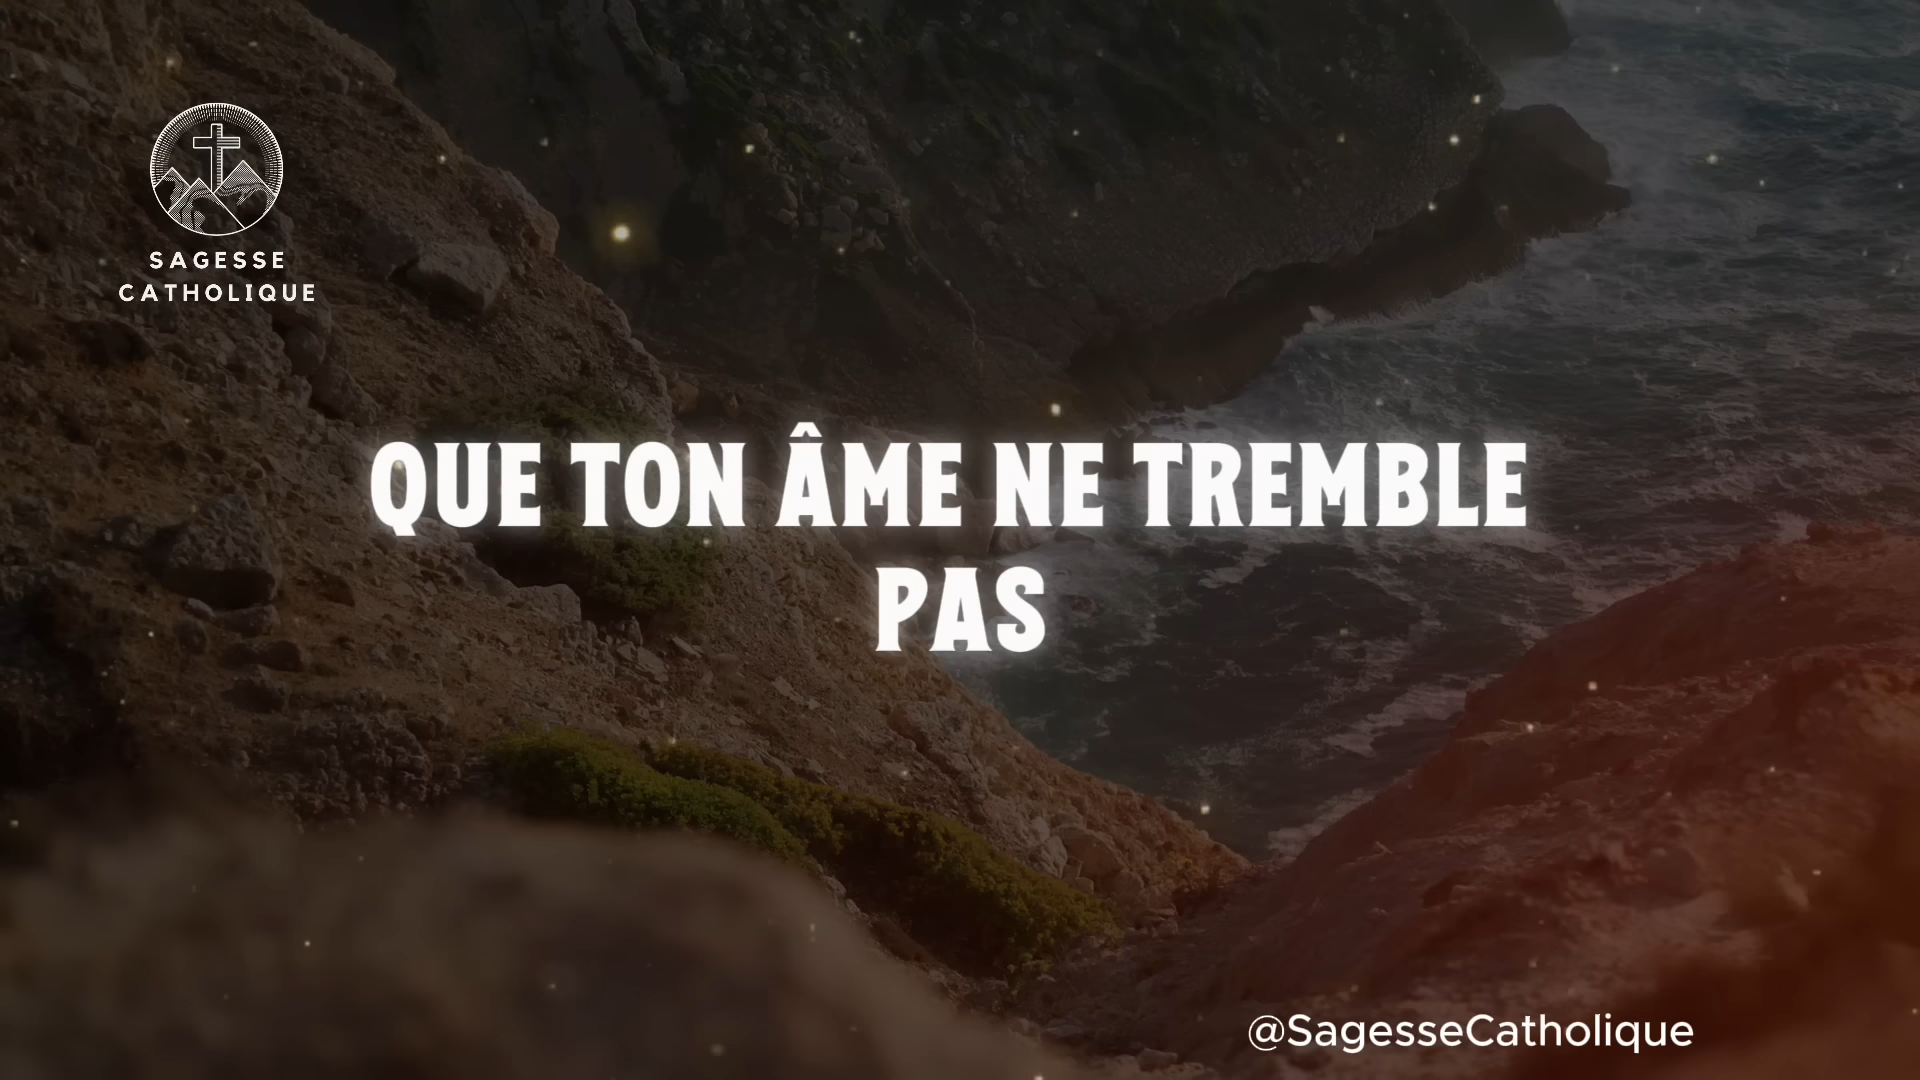 SAGESSE
CATHOLIQUE
QUE TON ÂME NE TREMBLE
PAS
@SagesseCatholique